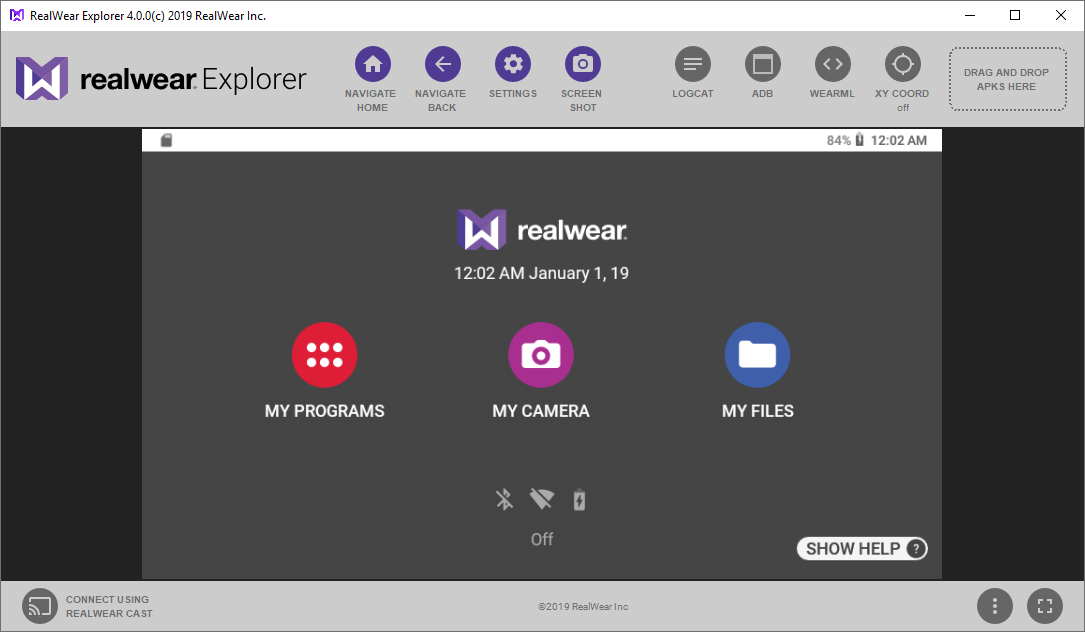 RealWear Explorer 4.0.0(c) 2019 RealWear Inc.
realwear Explorer
NAVIGATE
HOME
NAVIGATE
BACK
SETTINGS
SCREEN
SHOT
LOGCAT
ADB
WEARML
XY COORD
off
DRAG AND DROP
APKS HERE
84% 12:02 AM
realwear
12:02 AM January 1, 19
MY PROGRAMS
MY CAMERA
MY FILES
Off
SHOW HELP ?
CONNECT USING
REALWEAR CAST
©2019 RealWear Inc